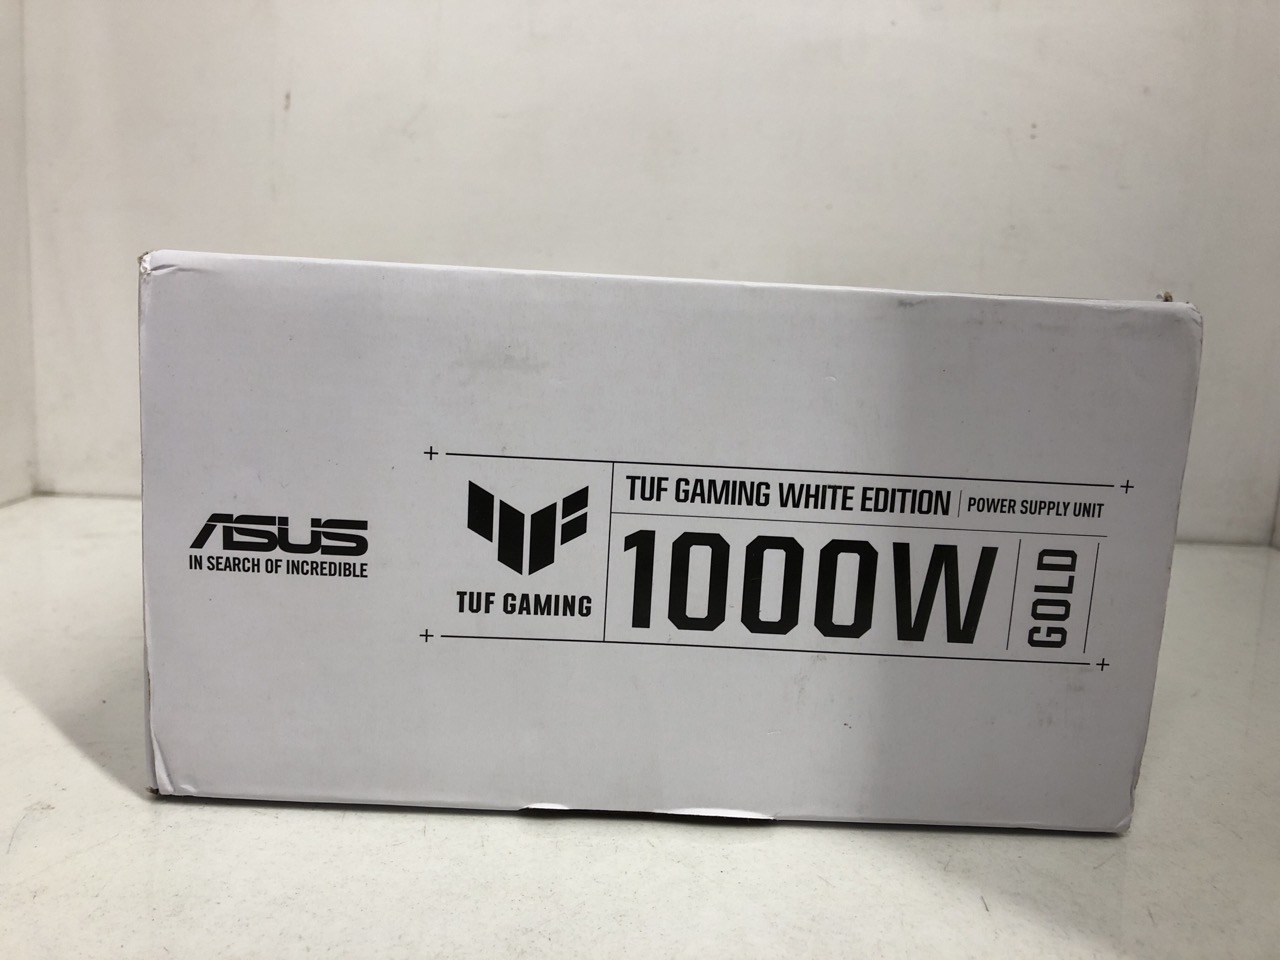 ASUS
IN SEARCH OF INCREDIBLE
TUF GAMING
TUF GAMING WHITE EDITION | POWER SUPPLY UNIT
1000W
GOLD